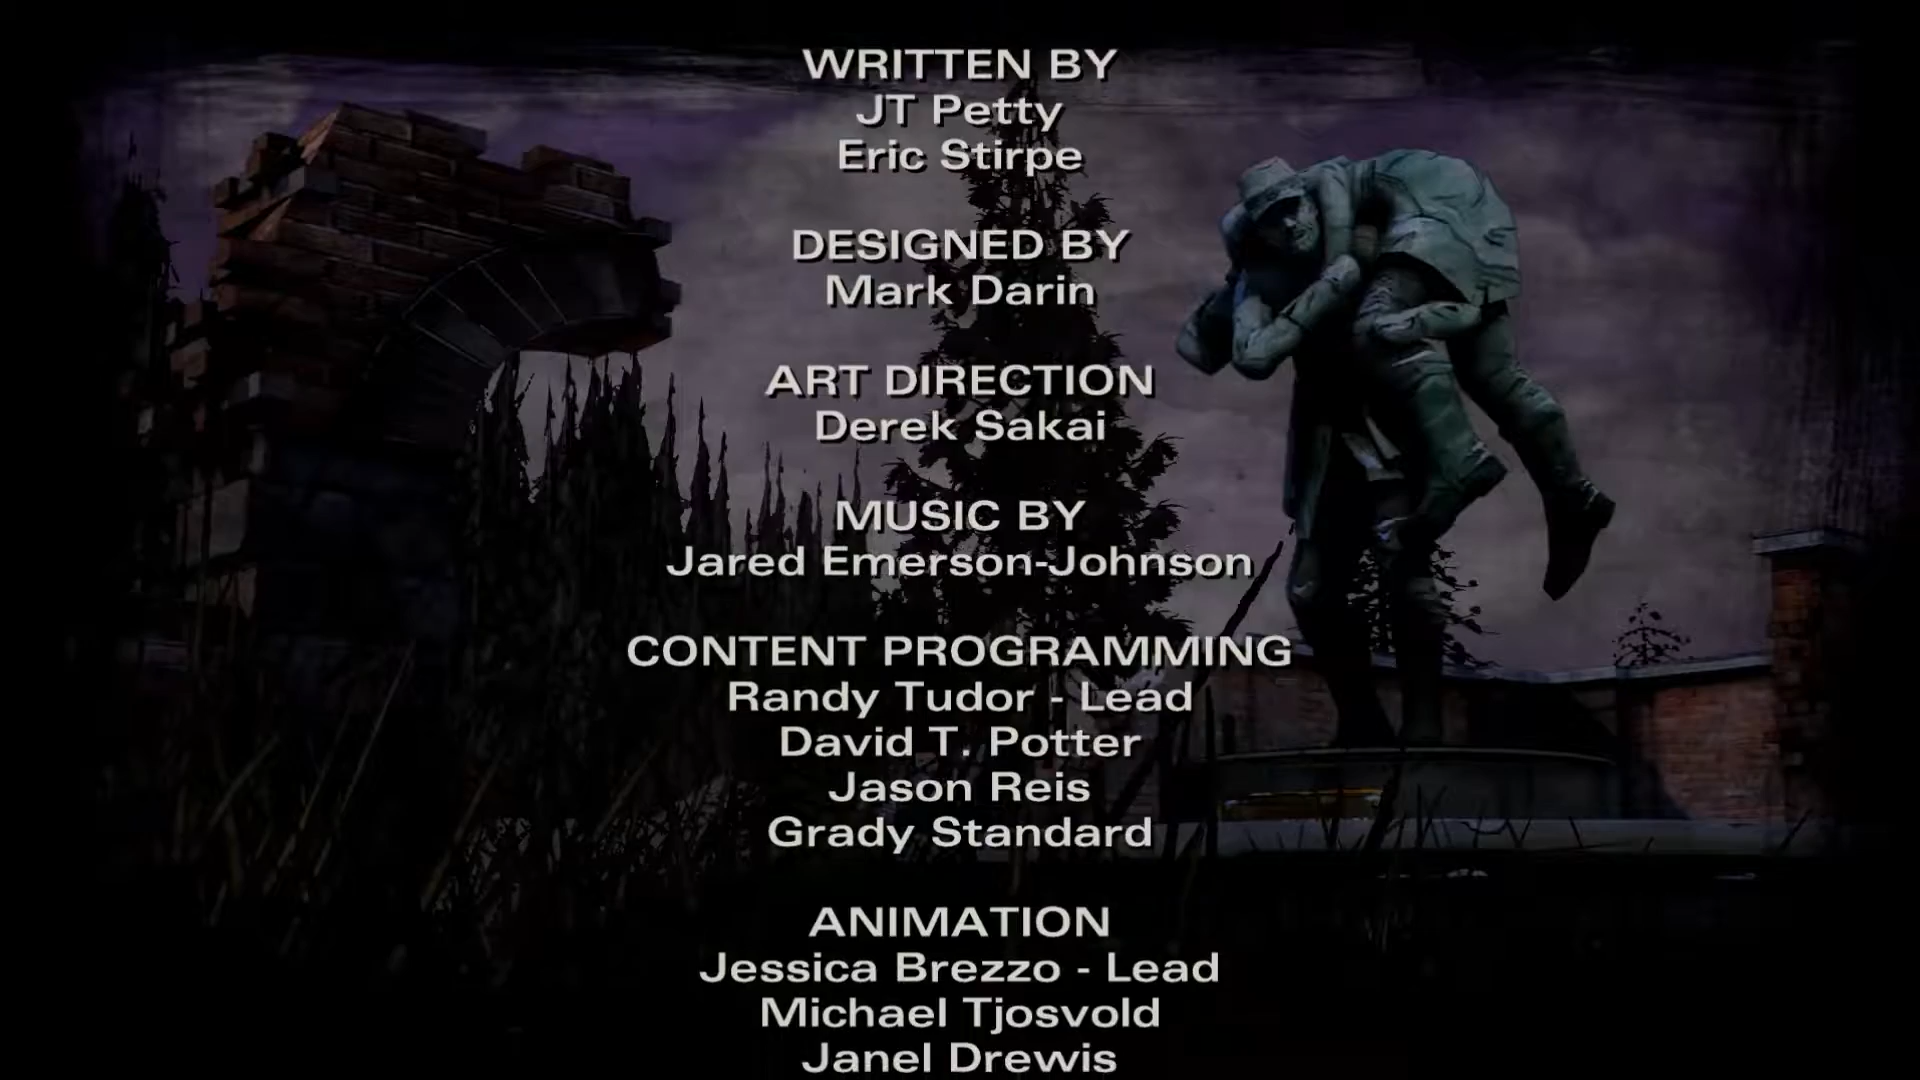 WRITTEN BY
JT Petty
Eric Stirpe
DESIGNED BY
Mark Darin
ART DIRECTION
Derek Sakai
MUSIC BY
Jared Emerson-Johnson
CONTENT PROGRAMMING
Randy Tudor - Lead
David T. Potter
Jason Reis
Grady Standard
ANIMATION
Jessica Brezzo - Lead
Michael Tjosvold
Janel Drewis